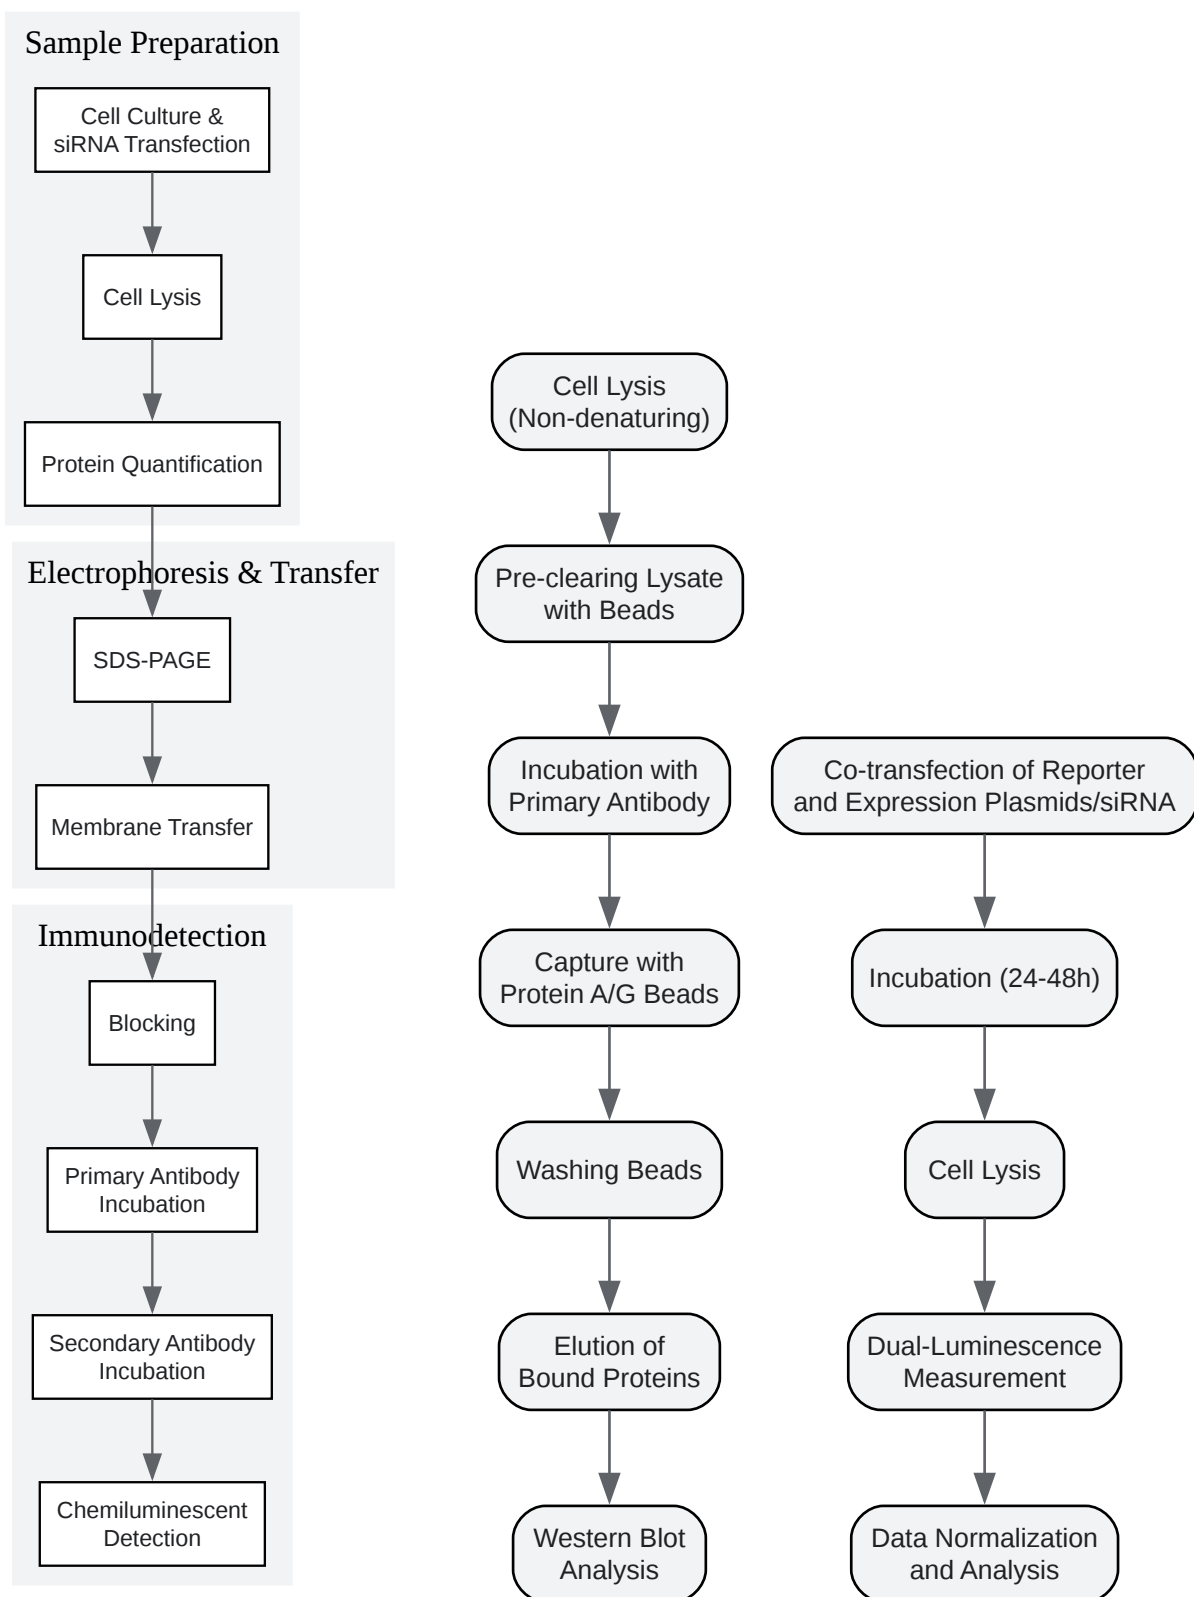 Sample Preparation
Cell Culture &
siRNA Transfection
Cell Lysis
Protein Quantification
Electrophoresis & Transfer
SDS-PAGE
Membrane Transfer
Immunodetection
Blocking
Primary Antibody
Incubation
Secondary Antibody
Incubation
Chemiluminescent
Detection
Cell Lysis
(Non-denaturing)
Pre-clearing Lysate
with Beads
Incubation with
Primary Antibody
Capture with
Protein A/G Beads
Washing Beads
Elution of
Bound Proteins
Western Blot
Analysis
Co-transfection of Reporter
and Expression Plasmids/siRNA
Incubation (24-48h)
Cell Lysis
Dual-Luminescence
Measurement
Data Normalization
and Analysis